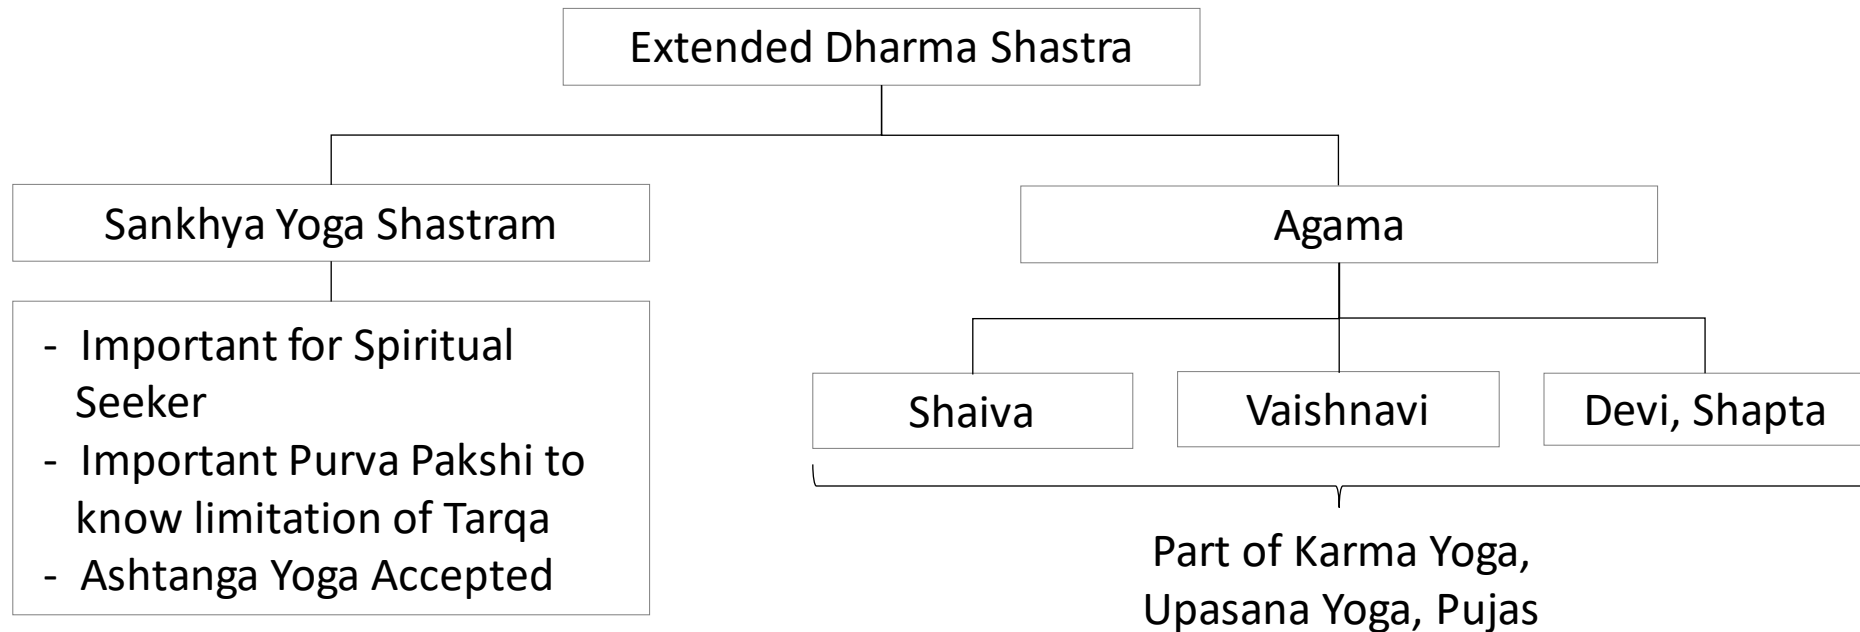 Extended Dharma Shastra
Sankhya Yoga Shastram
- Important for Spiritual
Seeker
- Important Purva Pakshi to
know limitation of Tarqa
- Ashtanga Yoga Accepted
Agama
Shaiva
Vaishnavi
Devi, Shapta
Part of Karma Yoga,
Upasana Yoga, Pujas